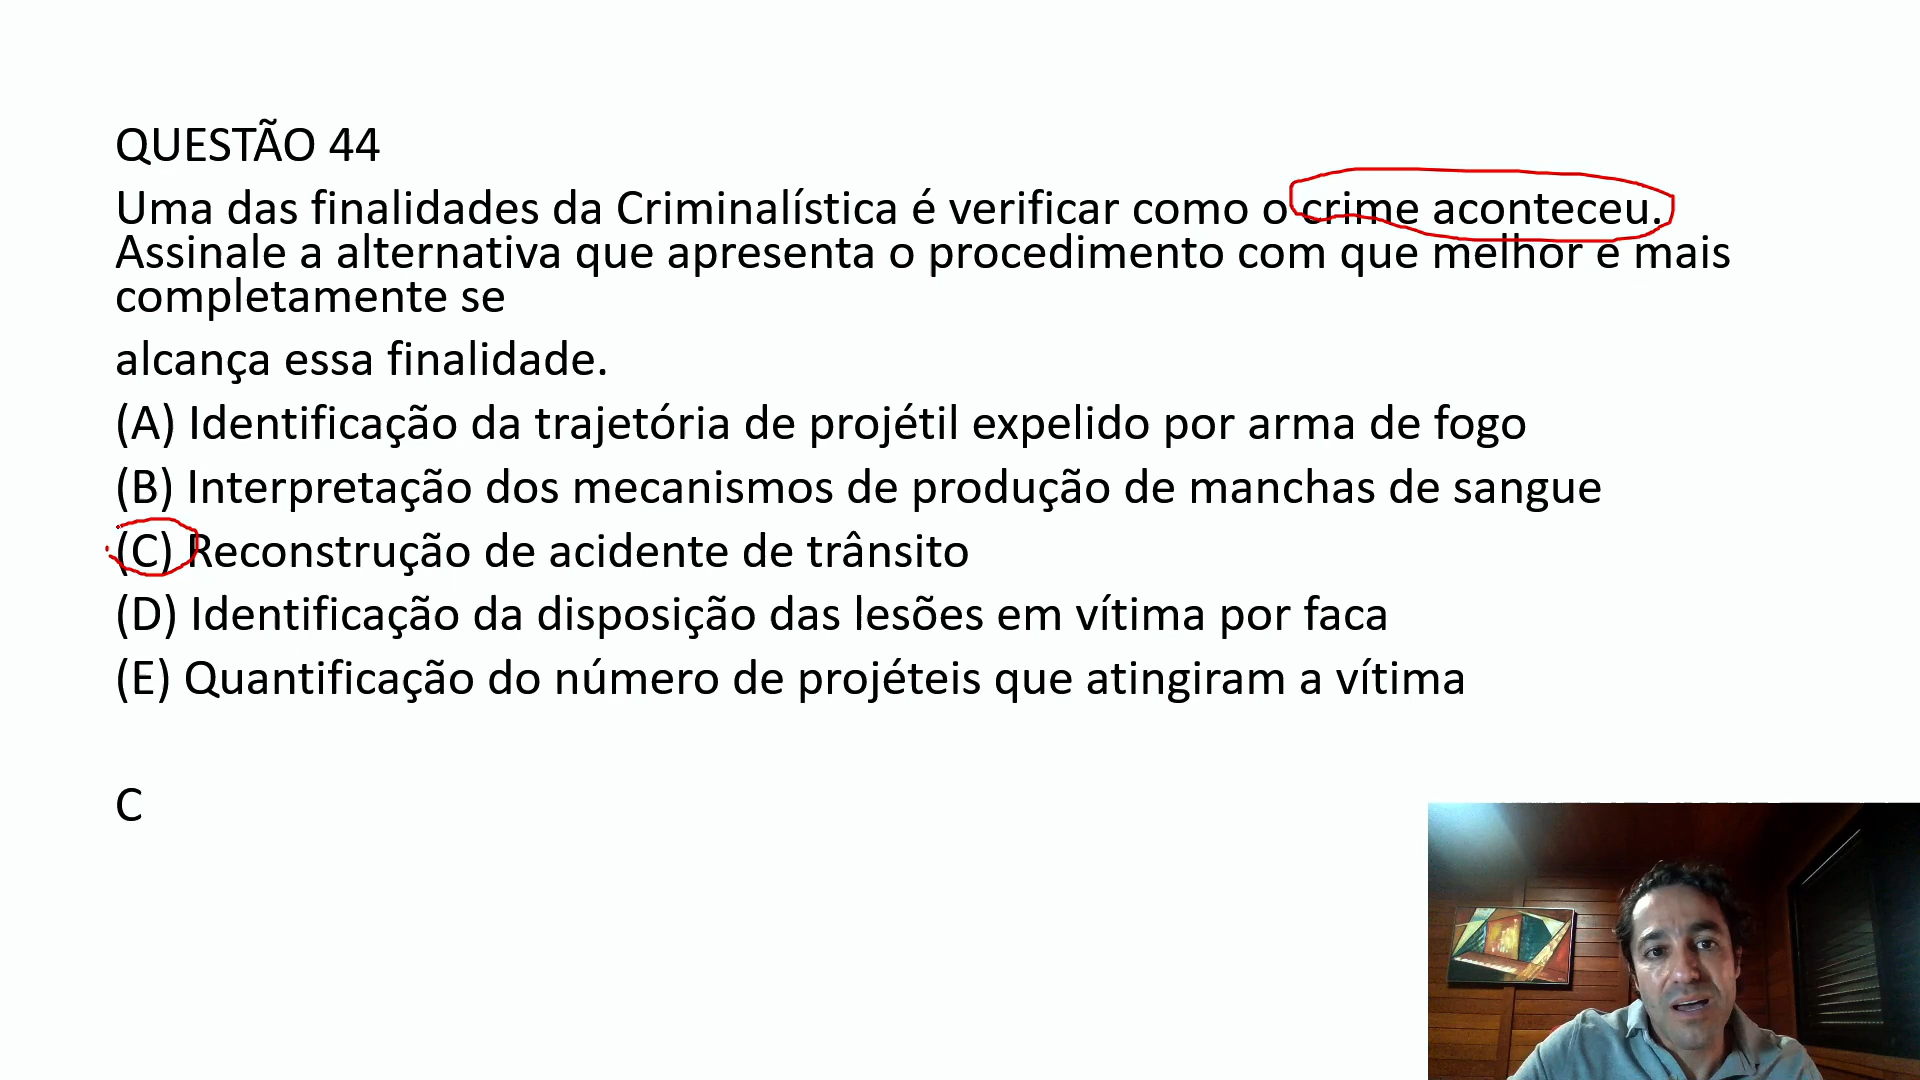 QUESTÃO 44
Uma das finalidades da Criminalística é verificar como o crime aconteceu.
Assinale a alternativa que apresenta o procedimento com que melhor e mais
completamente se
alcança essa finalidade.
(A) Identificação da trajetória de projétil expelido por arma de fogo
(B) Interpretação dos mecanismos de produção de manchas de sangue
(C) Reconstrução de acidente de trânsito
(D) Identificação da disposição das lesões em vítima por faca
(E) Quantificação do número de projéteis que atingiram a vítima
C